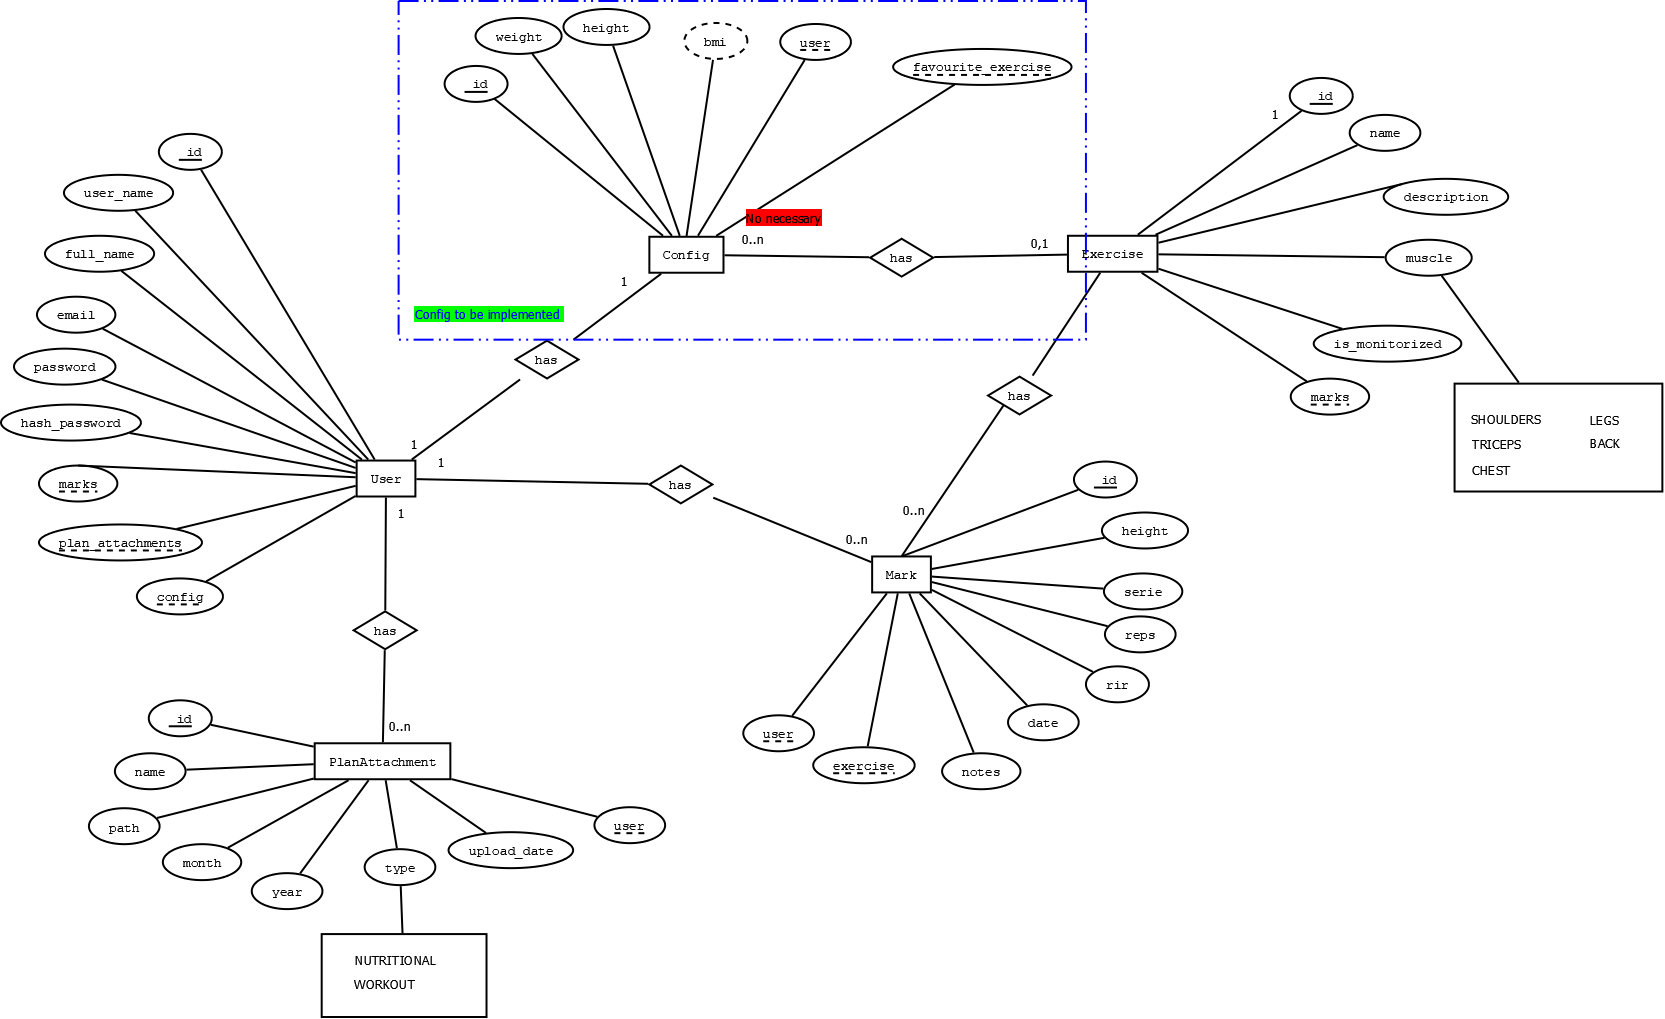 weight
height
bmi
user
favourite_exercise
_id
_id
1
name
description
muscle
is_monitorized
marks
SHOULDERS
LEGS
TRICEPS
BACK
CHEST
_id
user_name
full_name
email
password
hash_password
marks
plan_attachments
config
No necessary
0..n
0,1
Config
has
Exercise
1
Config to be implemented
has
has
1
1
User
has
1
0..n
0..n
Mark
_id
height
serie
reps
rir
date
notes
exercise
user
has
0..n
_id
PlanAttachment
name
path
month
year
type
upload_date
user
NUTRITIONAL
WORKOUT